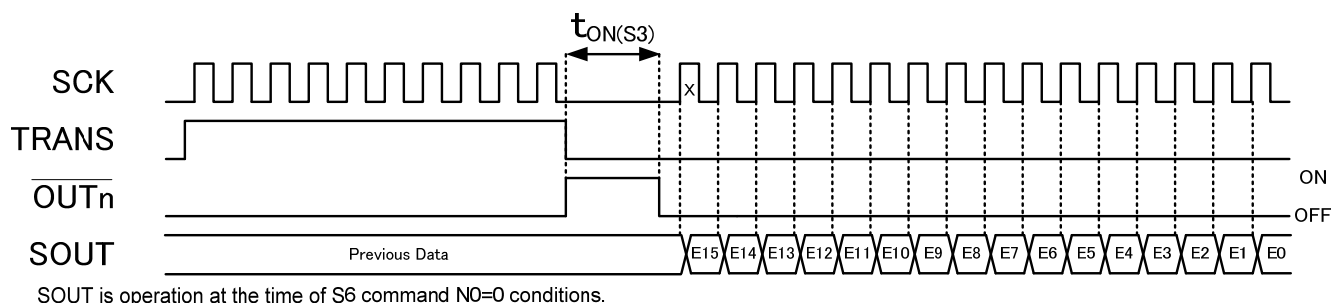 tON(S3)
SCK
X
TRANS
OUTn
ON
OFF
SOUT
Previous Data
E15 E14 E13 E12 E11 E10 E9 E8 E7 E6 E5 E4 E3 E2 E1 E0
SOUT is operation at the time of S6 command N0=0 conditions.